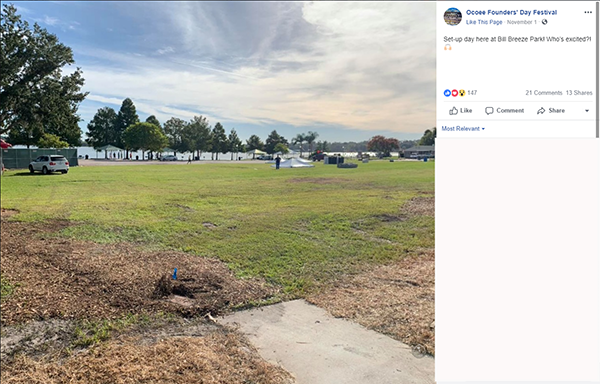 Ocoee Founders' Day Festival
Like This Page · November 1 ·
Set-up day here at Bill Breeze Park! Who's excited?!
147
21 Comments 13 Shares
Like Comment Share
Most Relevant